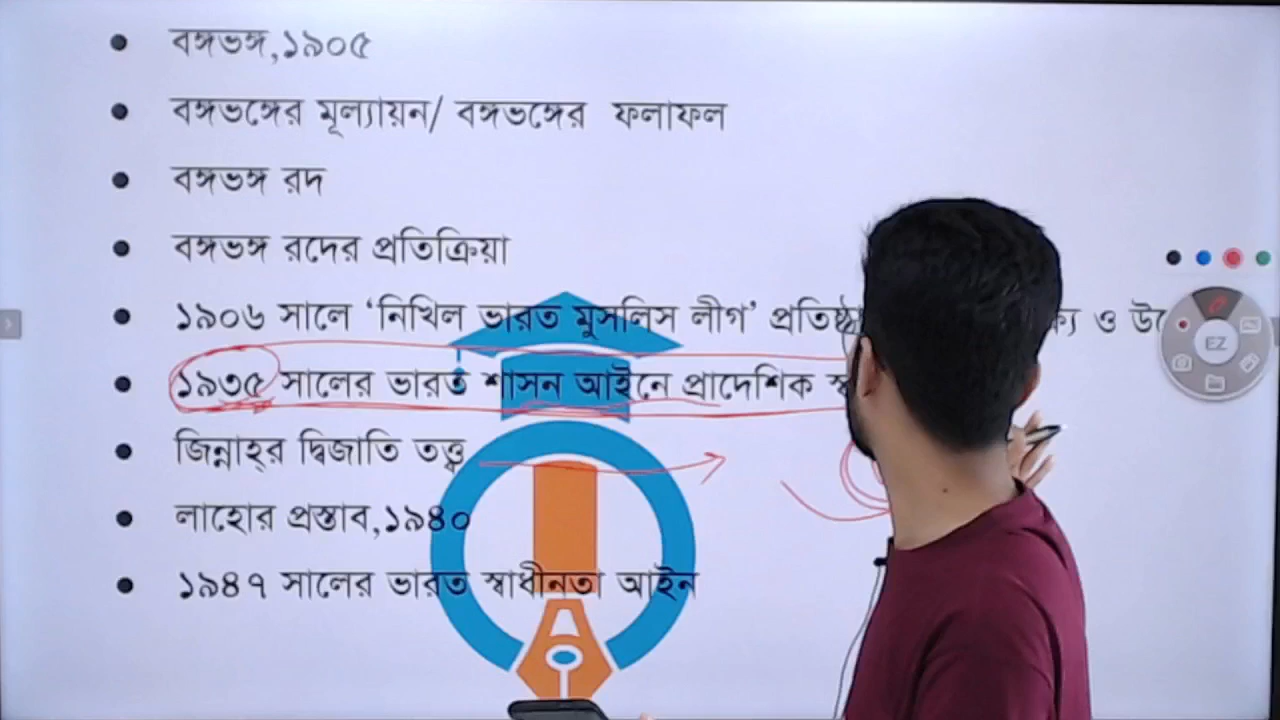 বঙ্গভঙ্গ,১৯০৫
বঙ্গভঙ্গের মূল্যায়ন/ বঙ্গভঙ্গের ফলাফল
বঙ্গভঙ্গ রদ
বঙ্গভঙ্গ রদের প্রতিক্রিয়া
১৯০৬ সালে ‘নিখিল ভারত মুসলিস লীগ’ প্রতিষ্ঠা ও
১৯৩৫ সালের ভারত শাসন আইনে প্রাদেশিক
জিন্নাহ্‌র দ্বিজাতি তত্ত্ব
লাহোর প্রস্তাব,১৯৪০
১৯৪৭ সালের ভারত স্বাধীনতা আইন
EZ